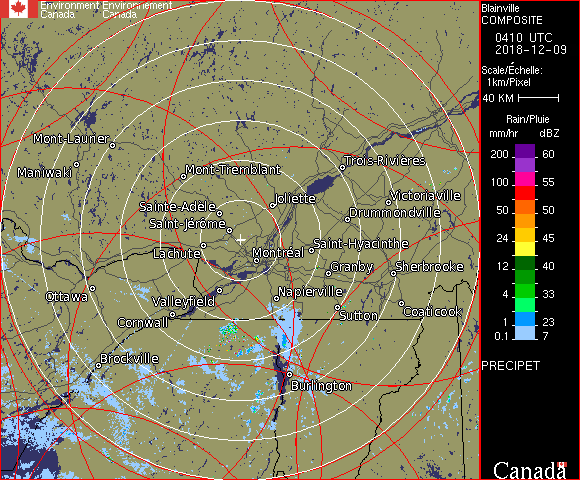 Environment Environnement
Canada Canada
Blainville
COMPOSITE
0410 UTC
2018-12-09
Scale/Échelle:
1km/Pixel
40 KM
Rain/Pluie
mm/hr dBZ
200 60
100 55
50 50
24 45
12 40
4 33
1 23
0.1 7
PRECIPET
Canada
Mont-Laurier
Maniwaki
Mont-Tremblant
Trois-Rivières
Joliette
Victoriaville
Sainte-Adèle
Drummondville
Saint-Jérôme
Saint-Hyacinthe
Lachute
Montréal
Granby
Sherbrooke
Ottawa
Valleyfield
Napierville
Coaticook
Sutton
Cornwall
Brockville
Burlington